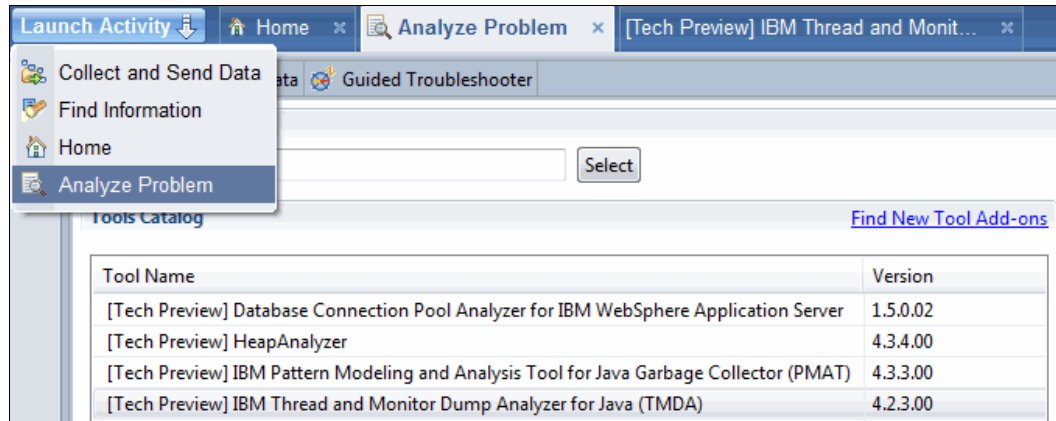 Launch Activity Home Analyze Problem [Tech Preview] IBM Thread and Monit...
Collect and Send Data
ata Guided Troubleshooter
Find Information
Home
Select
Analyze Problem
Tools Catalog Find New Tool Add-ons
Tool Name Version
[Tech Preview] Database Connection Pool Analyzer for IBM WebSphere Application Server 1.5.0.02
[Tech Preview] HeapAnalyzer 4.3.4.00
[Tech Preview] IBM Pattern Modeling and Analysis Tool for Java Garbage Collector (PMAT) 4.3.3.00
[Tech Preview] IBM Thread and Monitor Dump Analyzer for Java (TMDA) 4.2.3.00